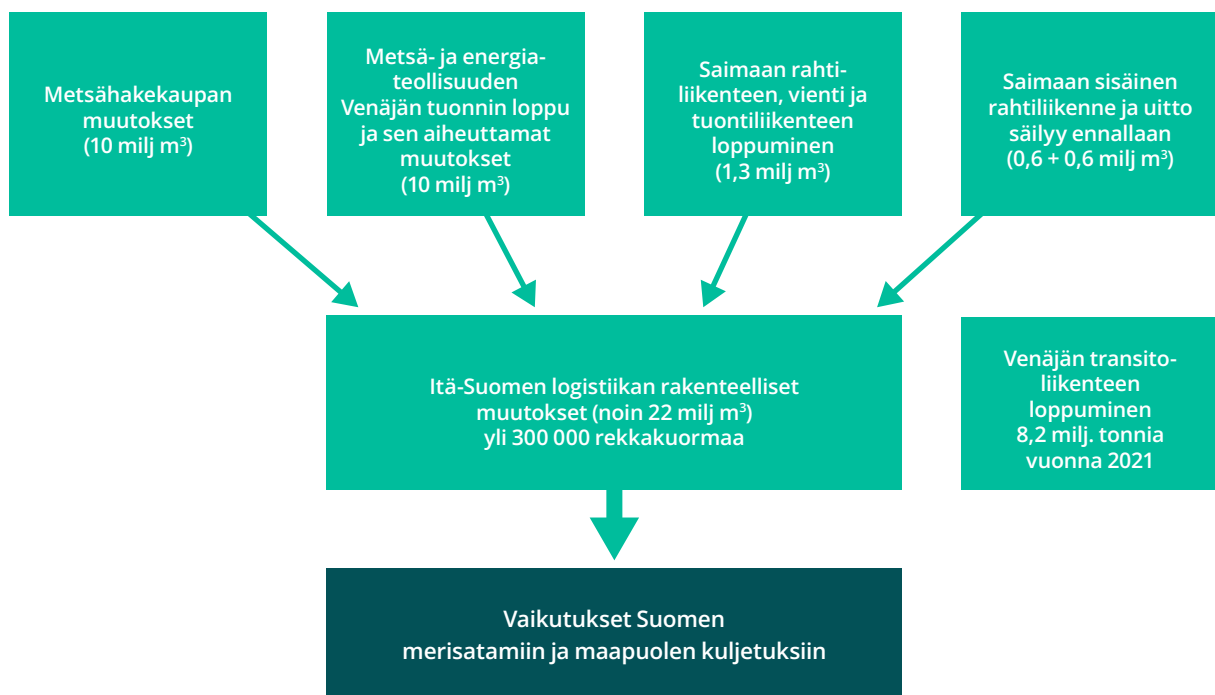 Metsähakekaupan
muutokset
(10 milj m³)
Metsä- ja energia-
teollisuuden
Venäjän tuonnin loppu
ja sen aiheuttamat
muutokset
(10 milj m³)
Saimaan rahti-
liikenteen, vienti ja
tuontiliikenteen
loppuminen
(1,3 milj m³)
Saimaan sisäinen
rahtiliikenne ja uitto
säilyy ennallaan
(0,6 + 0,6 milj m³)
Itä-Suomen logistiikan rakenteelliset
muutokset (noin 22 milj m³)
yli 300 000 rekkakuormaa
Venäjän transito-
liikenteen
loppuminen
8,2 milj. tonnia
vuonna 2021
Vaikutukset Suomen
merisatamiin ja maapuolen kuljetuksiin